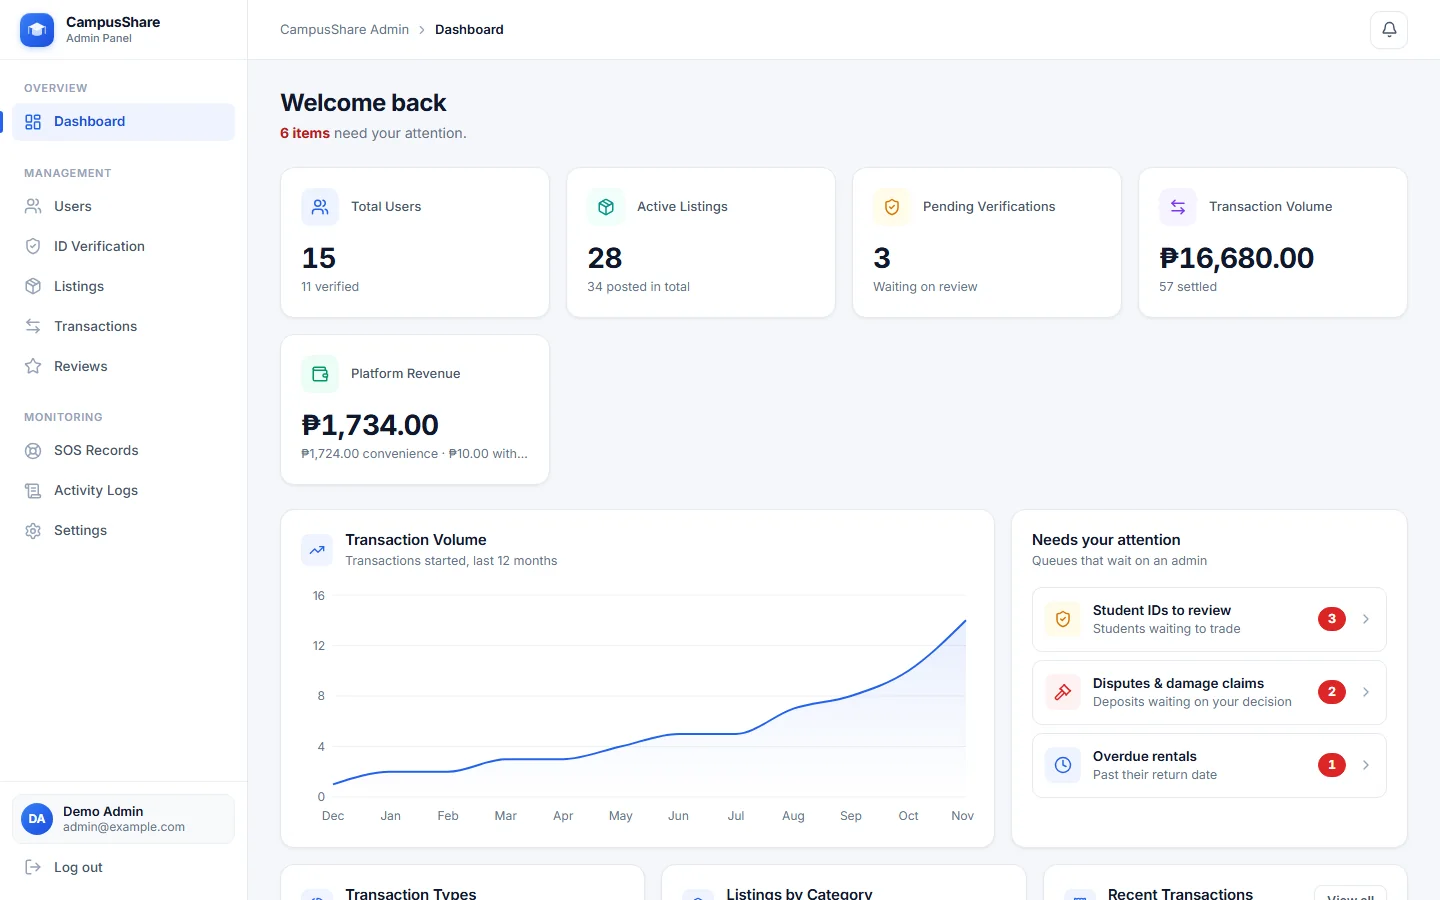 CampusShare
Admin Panel
CampusShare Admin > Dashboard
OVERVIEW
Dashboard
MANAGEMENT
Users
ID Verification
Listings
Transactions
Reviews
MONITORING
SOS Records
Activity Logs
Settings
DA
Demo Admin
admin@example.com
Log out
Welcome back
6 items need your attention.
Total Users
15
11 verified
Active Listings
28
34 posted in total
Pending Verifications
3
Waiting on review
Transaction Volume
₱16,680.00
57 settled
Platform Revenue
₱1,734.00
₱1,724.00 convenience · ₱10.00 with...
Transaction Volume
Transactions started, last 12 months
16
12
8
4
0
Dec Jan Feb Mar Apr May Jun Jul Aug Sep Oct Nov
Needs your attention
Queues that wait on an admin
Student IDs to review
Students waiting to trade
3
Disputes & damage claims
Deposits waiting on your decision
2
Overdue rentals
Past their return date
1
Transaction Types
Listings by Category
Recent Transactions
View all